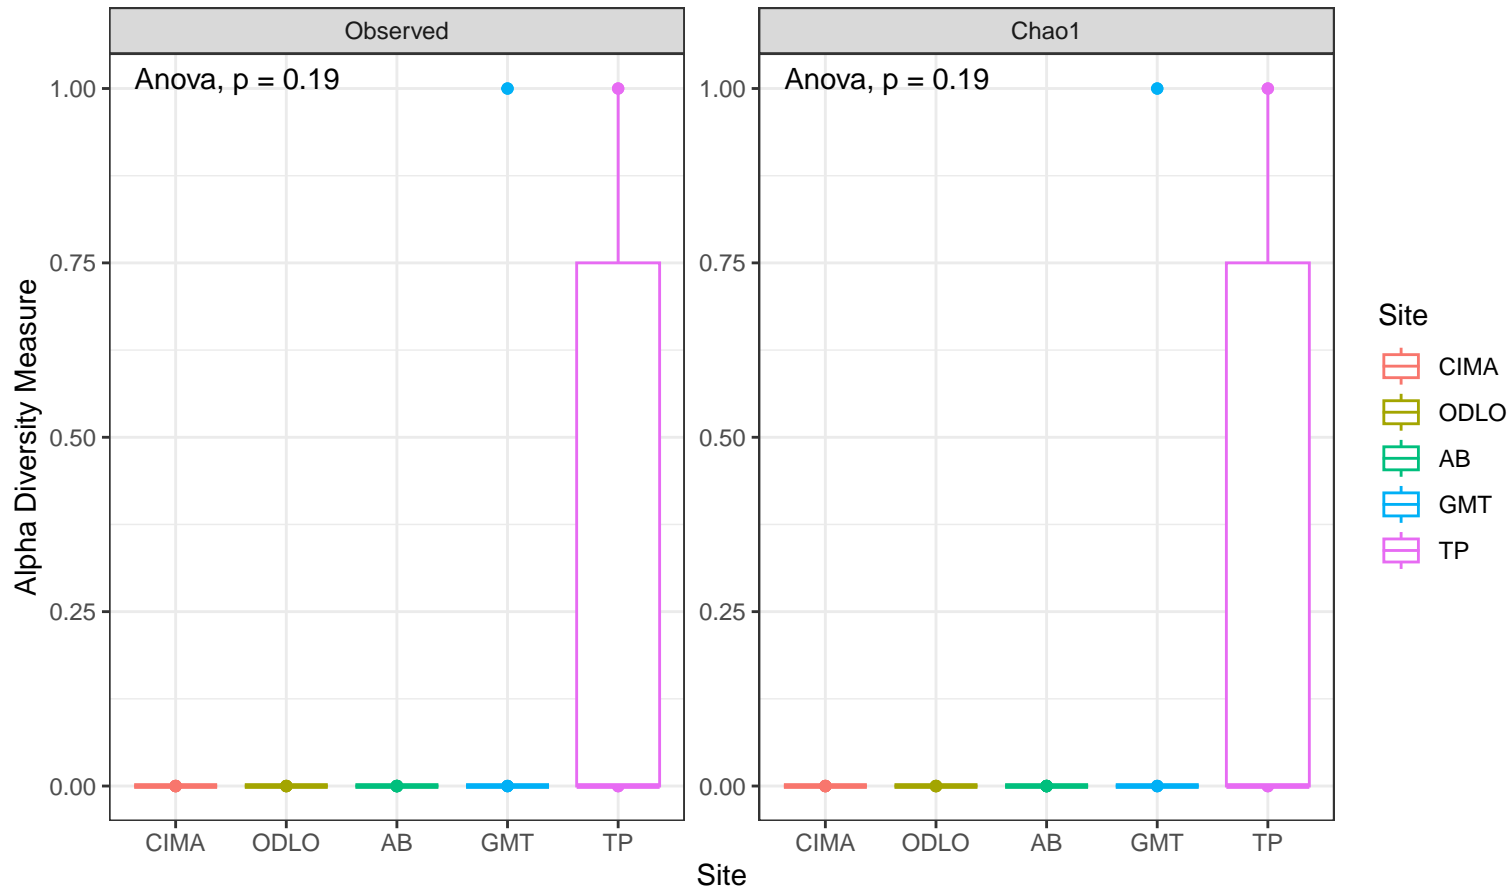 Observed
Chao1
Anova, p = 0.19
Anova, p = 0.19
Alpha Diversity Measure
1.00
0.75
0.50
0.25
0.00
1.00
0.75
0.50
0.25
0.00
CIMA ODLO AB GMT TP
CIMA ODLO AB GMT TP
Site
Site
CIMA
ODLO
AB
GMT
TP